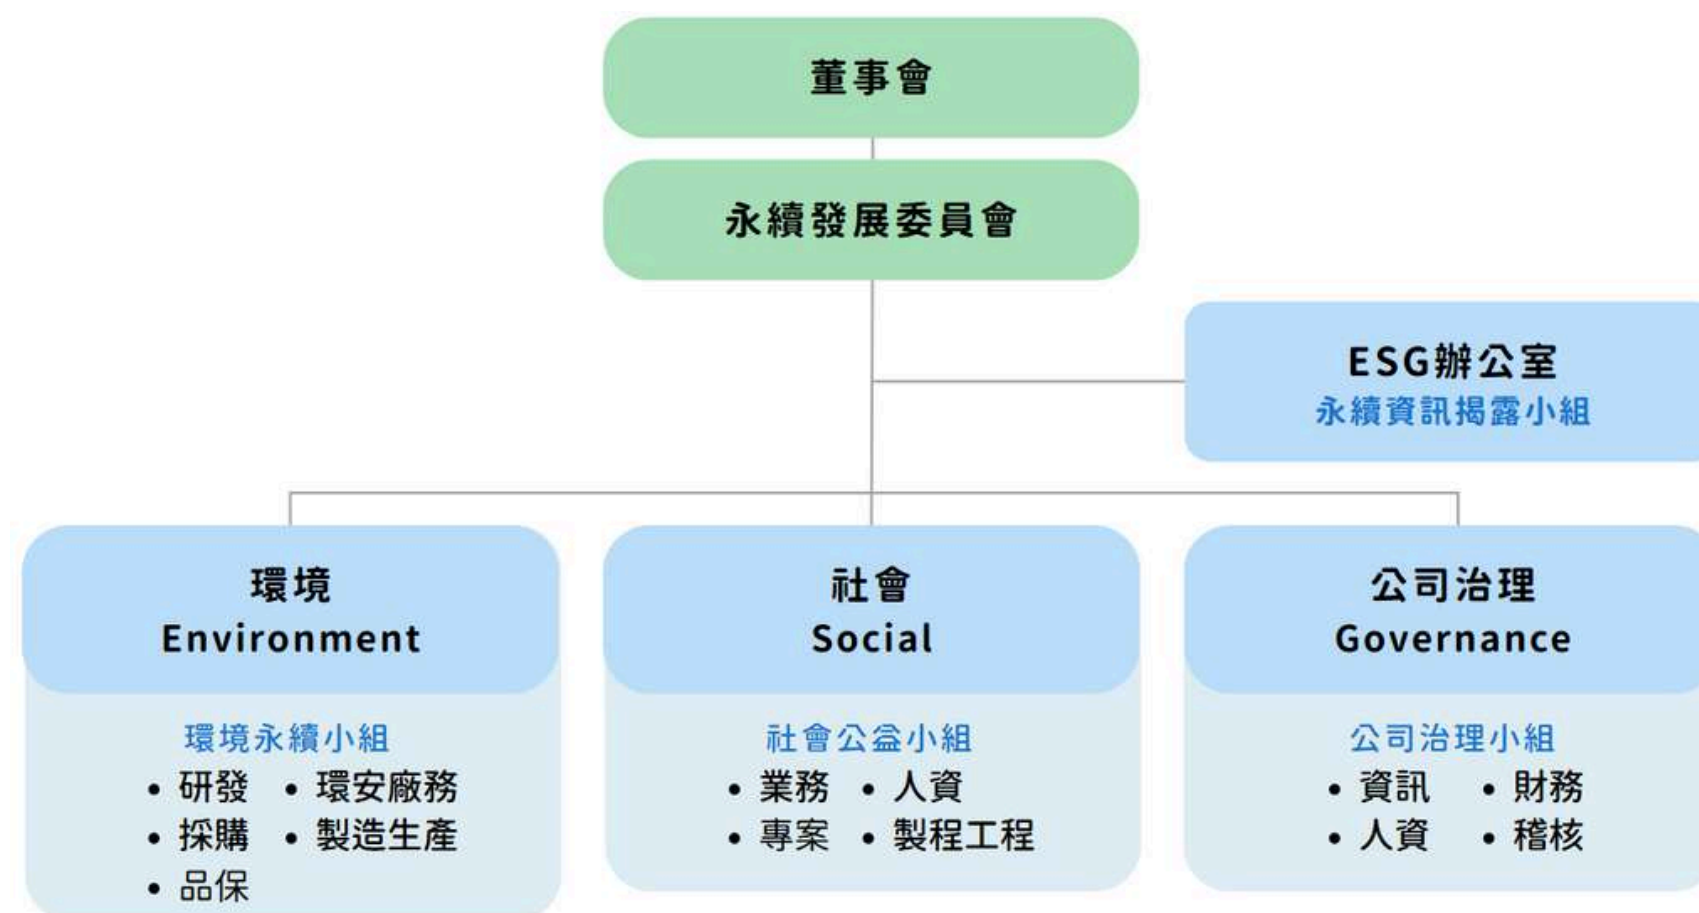 董事會
永續發展委員會
ESG辦公室
永續資訊揭露小組
環境
Environment
環境永續小組
• 研發 • 環安廠務
• 採購 • 製造生產
• 品保
社會
Social
社會公益小組
• 業務 • 人資
• 專案 • 製程工程
公司治理
Governance
公司治理小組
• 資訊 • 財務
• 人資 • 稽核